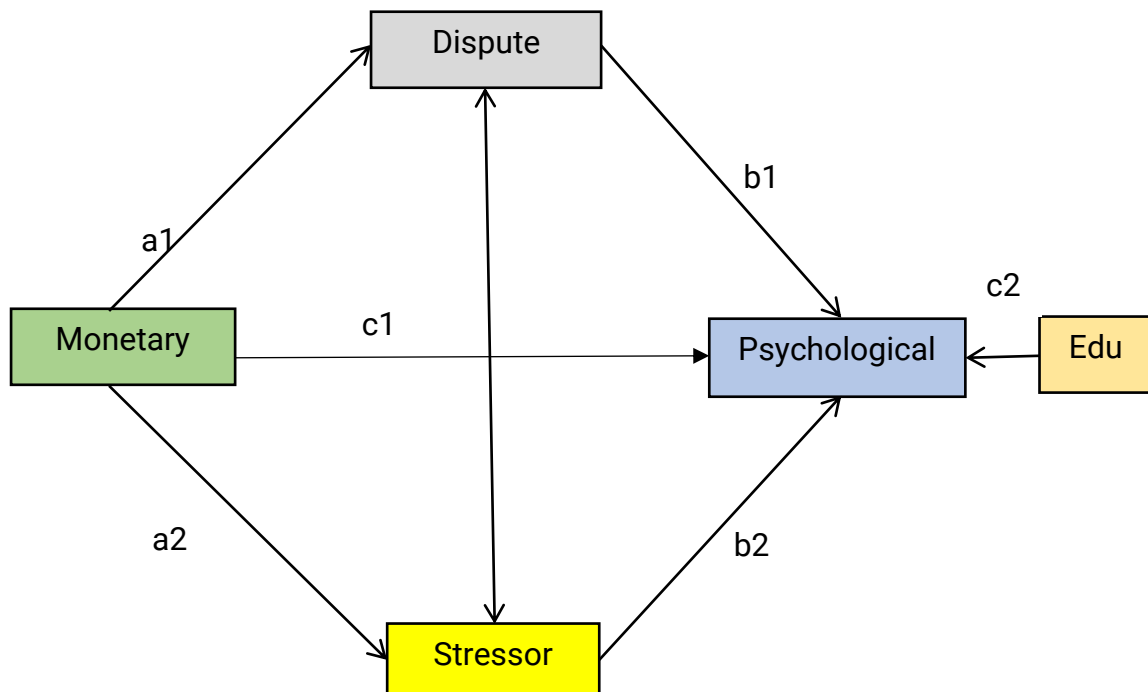 Dispute
b1
a1
c2
c1
Monetary
Psychological
Edu
a2
b2
Stressor